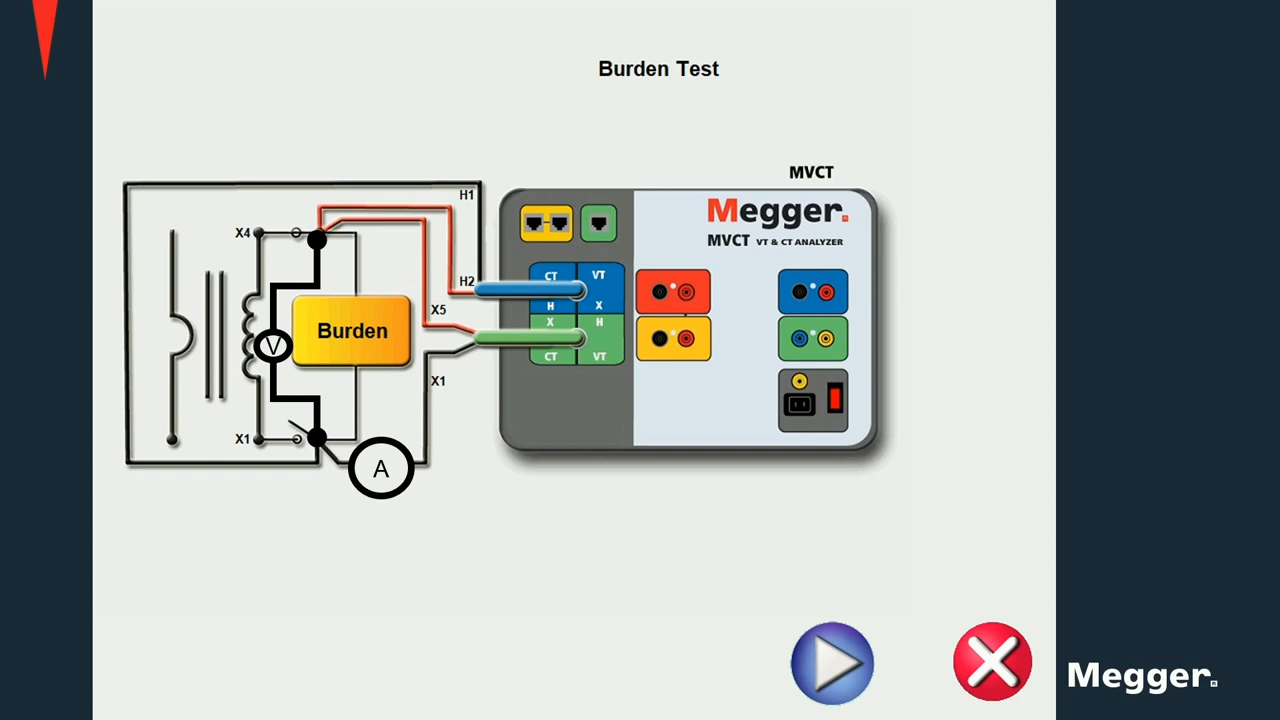 Burden Test
MVCT
H1
Megger.
MVCT VT & CT ANALYZER
X4
CT VT
H2
H X
X5
X H
Burden
V
CT VT
X1
X1
A
Megger.